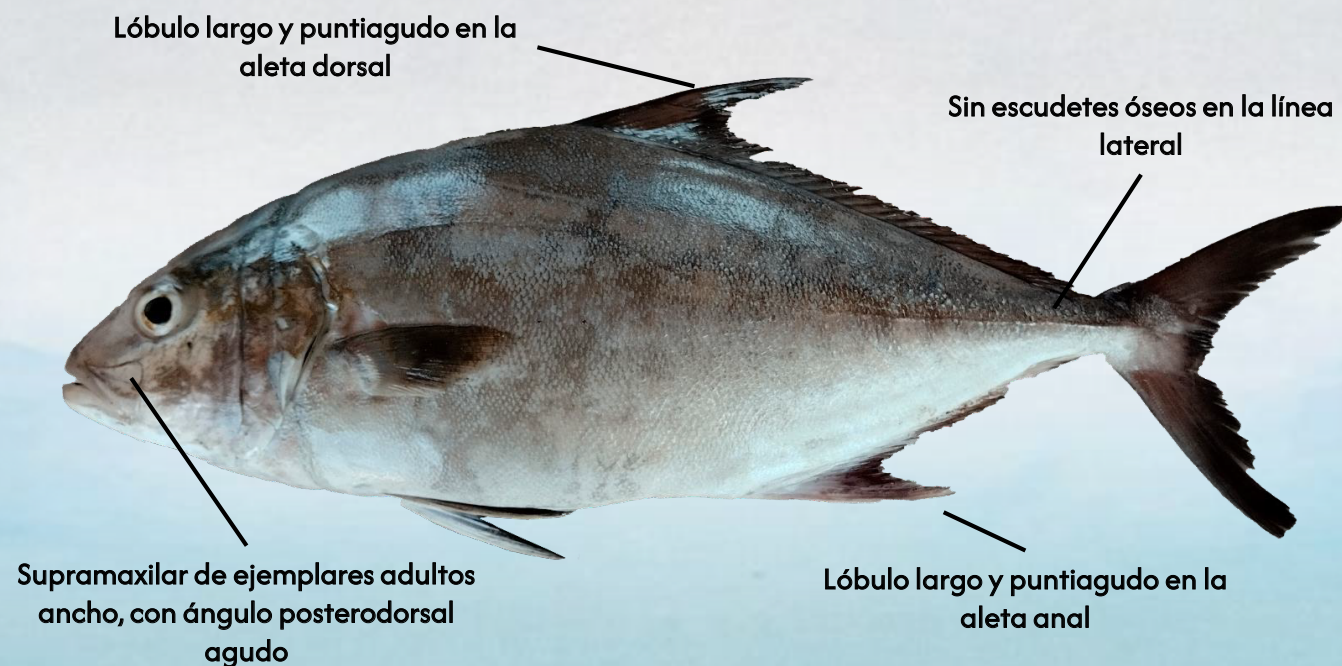 Lóbulo largo y puntiagudo en la
aleta dorsal
Sin escudetes óseos en la línea
lateral
Supramaxilar de ejemplares adultos
ancho, con ángulo posterodorsal
agudo
Lóbulo largo y puntiagudo en la
aleta anal